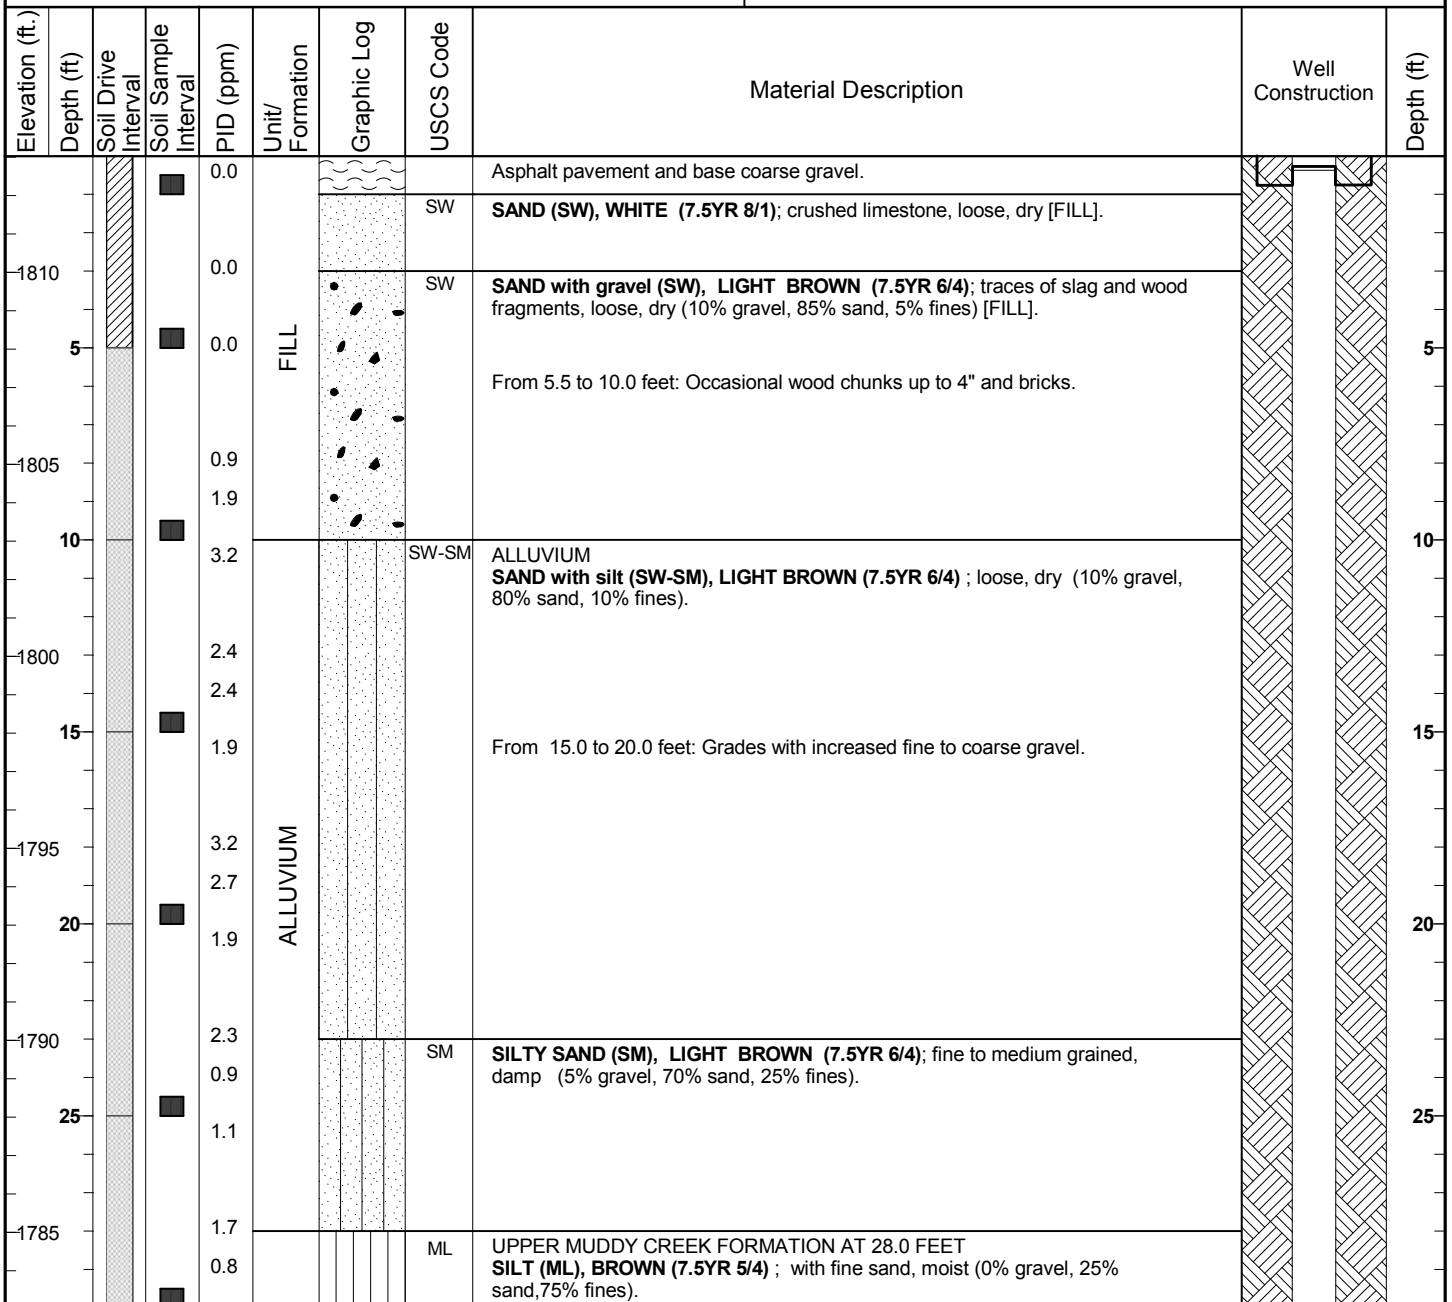 Elevation (ft.)
Depth (ft)
Soil Drive
Interval
Soil Sample
Interval
PID (ppm)
Unit/
Formation
Graphic Log
USCS Code
Material Description
Well
Construction
Depth (ft)
0.0
Asphalt pavement and base coarse gravel.
SW
SAND (SW), WHITE (7.5YR 8/1); crushed limestone, loose, dry [FILL].
1810
0.0
SW
SAND with gravel (SW), LIGHT BROWN (7.5YR 6/4); traces of slag and wood
fragments, loose, dry (10% gravel, 85% sand, 5% fines) [FILL].
5
0.0
FILL
5
From 5.5 to 10.0 feet: Occasional wood chunks up to 4" and bricks.
1805
0.9
1.9
10
10
3.2
SW-SM
ALLUVIUM
SAND with silt (SW-SM), LIGHT BROWN (7.5YR 6/4) ; loose, dry (10% gravel,
80% sand, 10% fines).
1800
2.4
2.4
15
15
1.9
From 15.0 to 20.0 feet: Grades with increased fine to coarse gravel.
1795
3.2
2.7
ALLUVIUM
20
20
1.9
1790
2.3
SM
SILTY SAND (SM), LIGHT BROWN (7.5YR 6/4); fine to medium grained,
damp (5% gravel, 70% sand, 25% fines).
0.9
25
25
1.1
1785
1.7
ML
UPPER MUDDY CREEK FORMATION AT 28.0 FEET
0.8
SILT (ML), BROWN (7.5YR 5/4) ; with fine sand, moist (0% gravel, 25%
sand,75% fines).